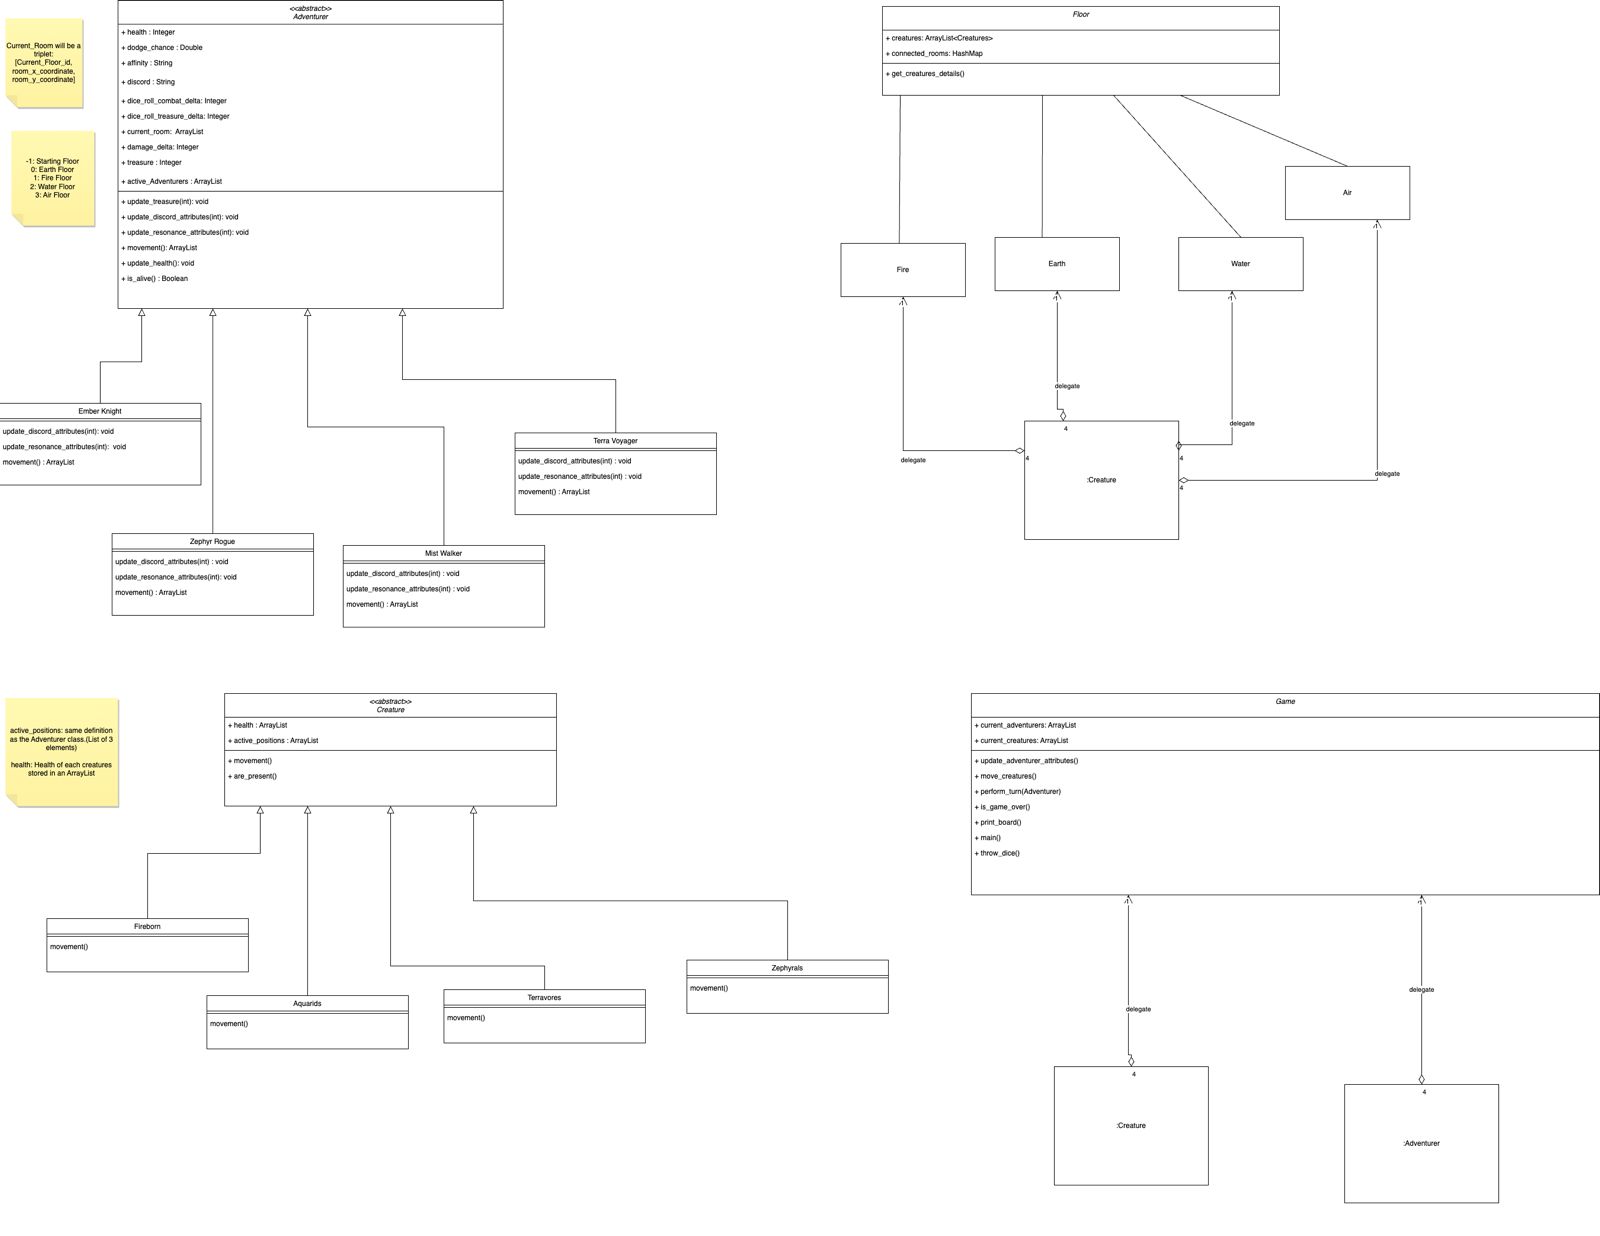 Current_Room will be a
triplet:
[Current_Floor_id,
room_x_coordinate,
room_y_coordinate]
-1: Starting Floor
0: Earth Floor
1: Fire Floor
2: Water Floor
3: Air Floor
<<abstract>>
Adventurer
+ health : Integer
+ dodge_chance : Double
+ affinity : String
+ discord : String
+ dice_roll_combat_delta: Integer
+ dice_roll_treasure_delta: Integer
+ current_room: ArrayList
+ damage_delta: Integer
+ treasure : Integer
+ active_Adventurers : ArrayList
+ update_treasure(int): void
+ update_discord_attributes(int): void
+ update_resonance_attributes(int): void
+ movement(): ArrayList
+ update_health(): void
+ is_alive() : Boolean
Ember Knight
update_discord_attributes(int): void
update_resonance_attributes(int): void
movement() : ArrayList
Zephyr Rogue
update_discord_attributes(int) : void
update_resonance_attributes(int): void
movement() : ArrayList
Mist Walker
update_discord_attributes(int) : void
update_resonance_attributes(int) : void
movement() : ArrayList
Terra Voyager
update_discord_attributes(int) : void
update_resonance_attributes(int) : void
movement() : ArrayList
Floor
+ creatures: ArrayList<Creatures>
+ connected_rooms: HashMap
+ get_creatures_details()
Air
Fire
Earth
Water
1
1
1
1
delegate
delegate
delegate
delegate
4
4
4
4
:Creature
active_positions: same definition
as the Adventurer class.(List of 3
elements)
health: Health of each creatures
stored in an ArrayList
<<abstract>>
Creature
+ health : ArrayList
+ active_positions : ArrayList
+ movement()
+ are_present()
Fireborn
movement()
Aquarids
movement()
Terravores
movement()
Zephyrals
movement()
Game
+ current_adventurers: ArrayList
+ current_creatures: ArrayList
+ update_adventurer_attributes()
+ move_creatures()
+ perform_turn(Adventurer)
+ is_game_over()
+ print_board()
+ main()
+ throw_dice()
1
1
delegate
delegate
4
4
:Creature
:Adventurer